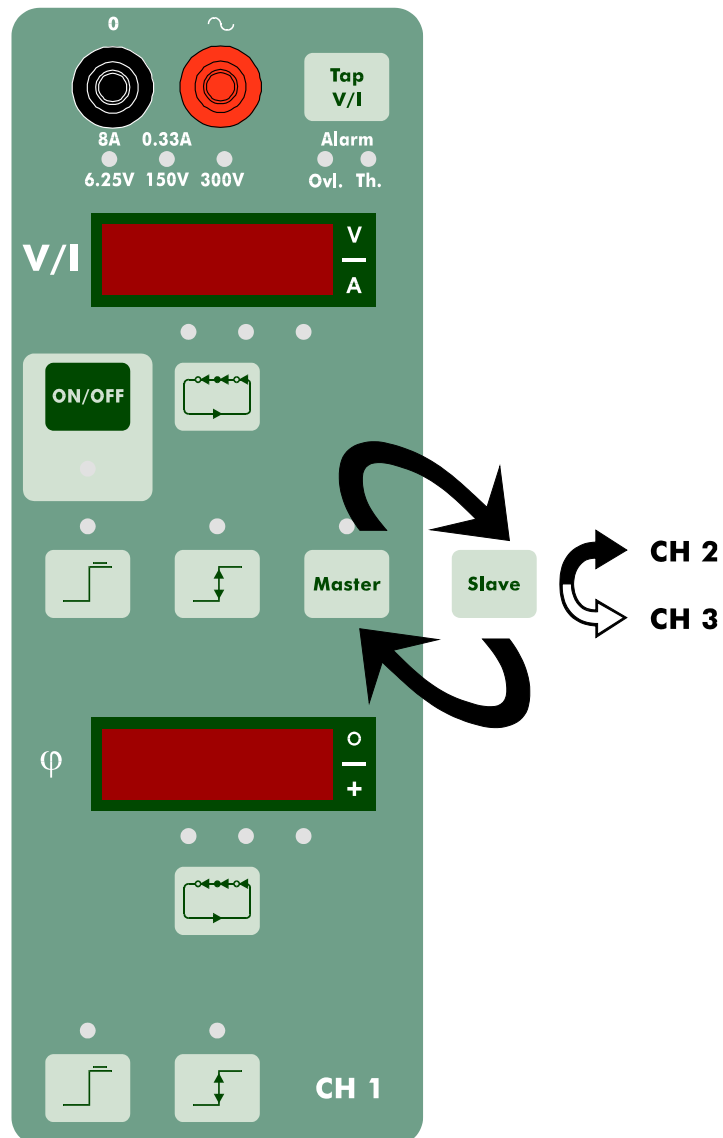 0 ~
Tap
V/I
8A 0.33A Alarm
6.25V 150V 300V Ovl. Th.
V/I V
A
ON/OFF
CH 2
Master Slave
CH 3
φ °
+
CH 1